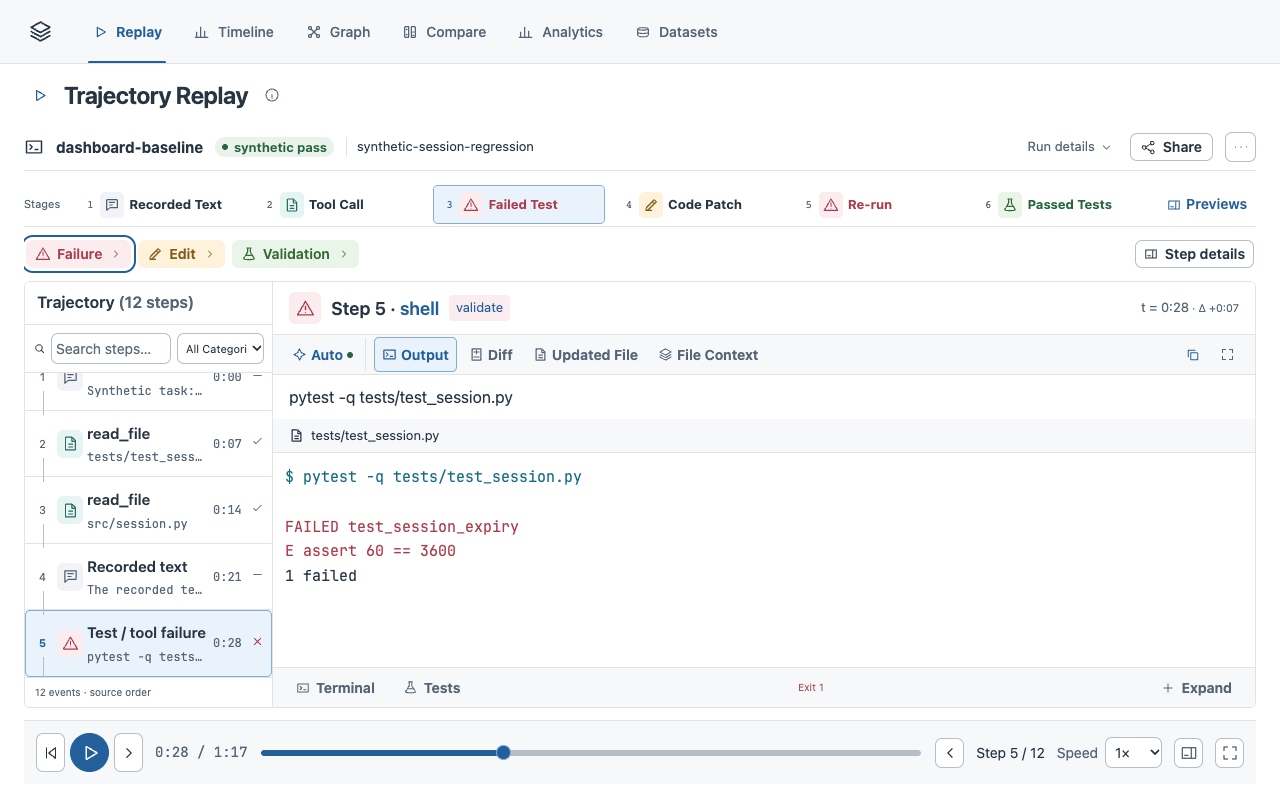 Replay
Timeline
Graph
Compare
Analytics
Datasets
Trajectory Replay
dashboard-baseline
synthetic pass
synthetic-session-regression
Run details
Share
Stages
1 Recorded Text
2 Tool Call
3 Failed Test
4 Code Patch
5 Re-run
6 Passed Tests
Previews
Failure
Edit
Validation
Step details
Trajectory (12 steps)
Search steps...
All Categori
1 0:00 –
Synthetic task:…
2 read_file 0:07
tests/test_sess…
3 read_file 0:14
src/session.py
4 Recorded text 0:21 –
The recorded te…
5 Test / tool failure 0:28
pytest -q tests…
12 events · source order
Step 5 · shell
validate
t = 0:28 · Δ +0:07
Auto
Output
Diff
Updated File
File Context
pytest -q tests/test_session.py
tests/test_session.py
$ pytest -q tests/test_session.py
FAILED test_session_expiry
E assert 60 == 3600
1 failed
Terminal
Tests
Exit 1
Expand
0:28 / 1:17
Step 5 / 12
Speed
1×